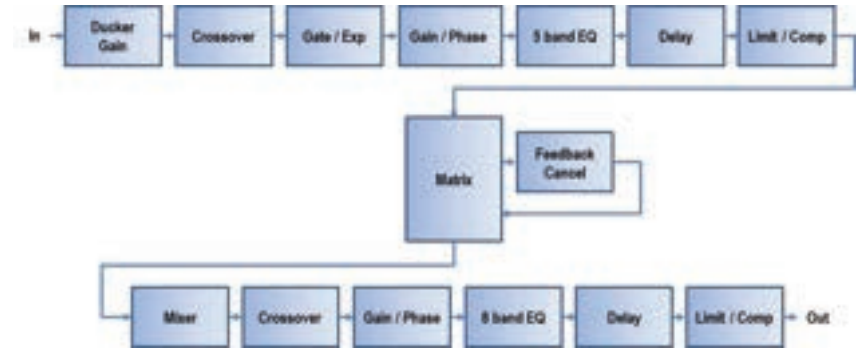 In
Ducker
Gain
Crossover
Gate / Exp
Gain / Phase
5 band EQ
Delay
Limit / Comp
Matrix
Feedback
Cancel
Mixer
Crossover
Gain / Phase
8 band EQ
Delay
Limit / Comp
Out